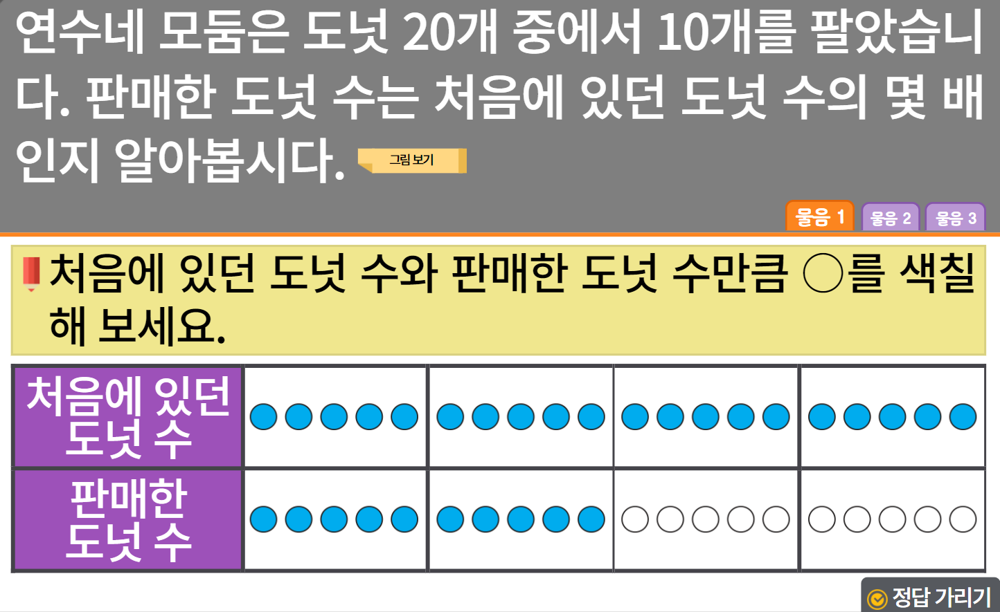 연수네 모둠은 도넛 20개 중에서 10개를 팔았습니
다. 판매한 도넛 수는 처음에 있던 도넛 수의 몇 배
인지 알아봅시다.
그림 보기
물음 1
물음 2
물음 3
처음에 있던 도넛 수와 판매한 도넛 수만큼 ◯를 색칠
해 보세요.
처음에 있던
도넛 수
판매한
도넛 수
정답 가리기